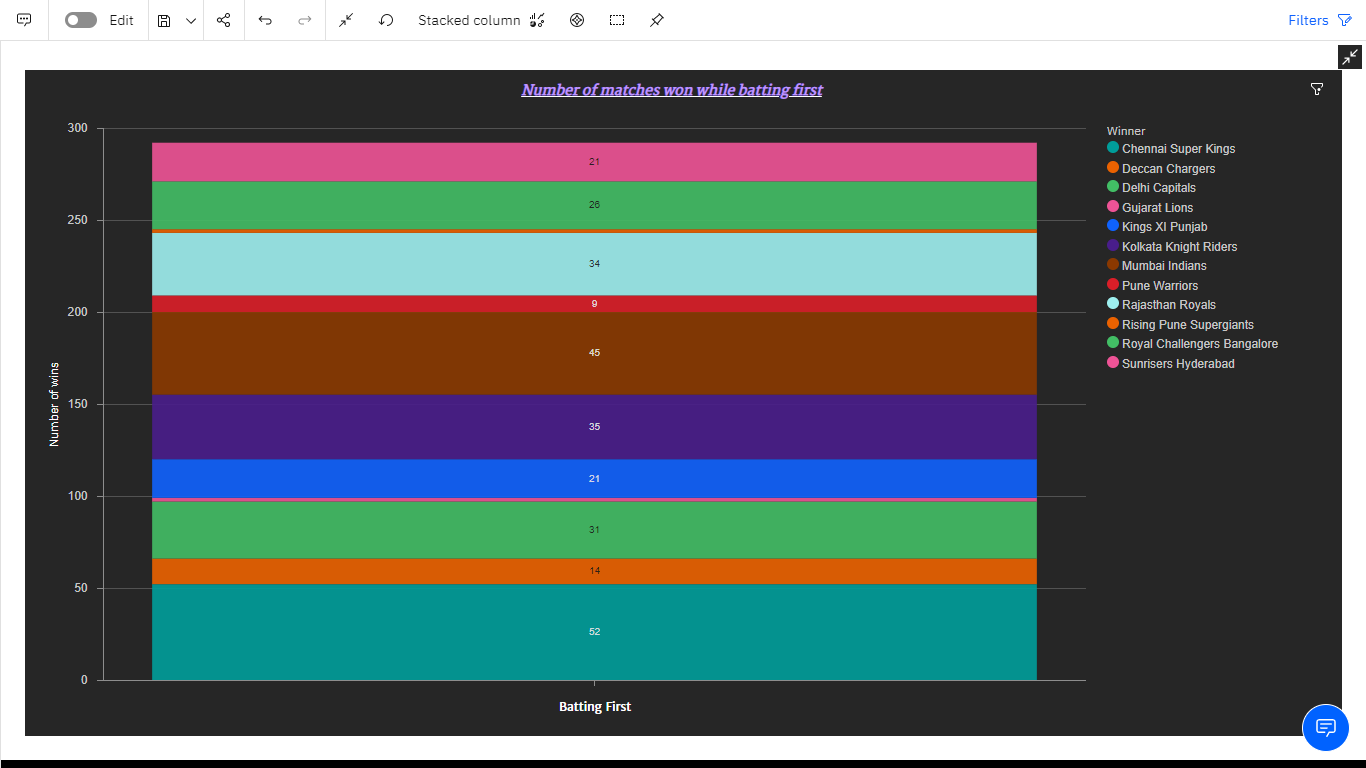 Edit
Stacked column
Filters
Number of matches won while batting first
300
250
200
150
100
50
0
Number of wins
21
26
34
9
45
35
21
31
14
52
Batting First
Winner
Chennai Super Kings
Deccan Chargers
Delhi Capitals
Gujarat Lions
Kings XI Punjab
Kolkata Knight Riders
Mumbai Indians
Pune Warriors
Rajasthan Royals
Rising Pune Supergiants
Royal Challengers Bangalore
Sunrisers Hyderabad